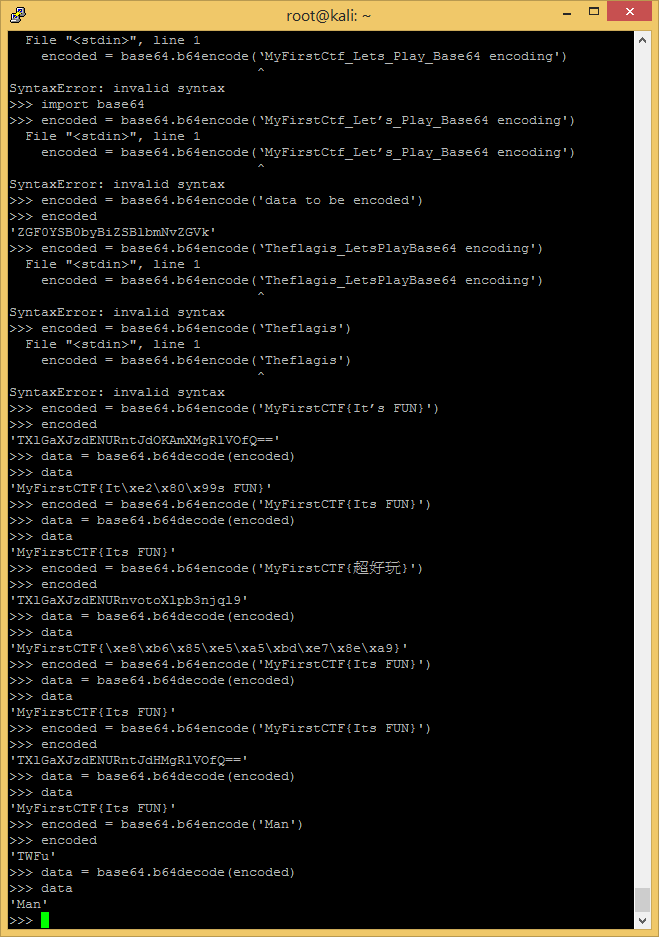 root@kali: ~
File "<stdin>", line 1
encoded = base64.b64encode(‘MyFirstCtf_Lets_Play_Base64 encoding')
^
SyntaxError: invalid syntax
>>> import base64
>>> encoded = base64.b64encode(‘MyFirstCtf_Let’s_Play_Base64 encoding')
File "<stdin>", line 1
encoded = base64.b64encode(‘MyFirstCtf_Let’s_Play_Base64 encoding')
^
SyntaxError: invalid syntax
>>> encoded = base64.b64encode('data to be encoded')
>>> encoded
'ZGF0YSB0byBiZSBlbmNvZGVk'
>>> encoded = base64.b64encode(‘Theflagis_LetsPlayBase64 encoding')
File "<stdin>", line 1
encoded = base64.b64encode(‘Theflagis_LetsPlayBase64 encoding')
^
SyntaxError: invalid syntax
>>> encoded = base64.b64encode(‘Theflagis')
File "<stdin>", line 1
encoded = base64.b64encode(‘Theflagis')
^
SyntaxError: invalid syntax
>>> encoded = base64.b64encode('MyFirstCTF{It’s FUN}')
>>> encoded
'TXlGaXJzdENURntJdOKAmXMgRlVOfQ=='
>>> data = base64.b64decode(encoded)
>>> data
'MyFirstCTF{It\xe2\x80\x99s FUN}'
>>> encoded = base64.b64encode('MyFirstCTF{Its FUN}')
>>> data = base64.b64decode(encoded)
>>> data
'MyFirstCTF{Its FUN}'
>>> encoded = base64.b64encode('MyFirstCTF{超好玩}')
>>> encoded
'TXlGaXJzdENURnvotoXlpb3njql9'
>>> data = base64.b64decode(encoded)
>>> data
'MyFirstCTF{\xe8\xb6\x85\xe5\xa5\xbd\xe7\x8e\xa9}'
>>> encoded = base64.b64encode('MyFirstCTF{Its FUN}')
>>> data = base64.b64decode(encoded)
>>> data
'MyFirstCTF{Its FUN}'
>>> encoded = base64.b64encode('MyFirstCTF{Its FUN}')
>>> encoded
'TXlGaXJzdENURntJdHMgRlVOfQ=='
>>> data = base64.b64decode(encoded)
>>> data
'MyFirstCTF{Its FUN}'
>>> encoded = base64.b64encode('Man')
>>> encoded
'TWFu'
>>> data = base64.b64decode(encoded)
>>> data
'Man'
>>>